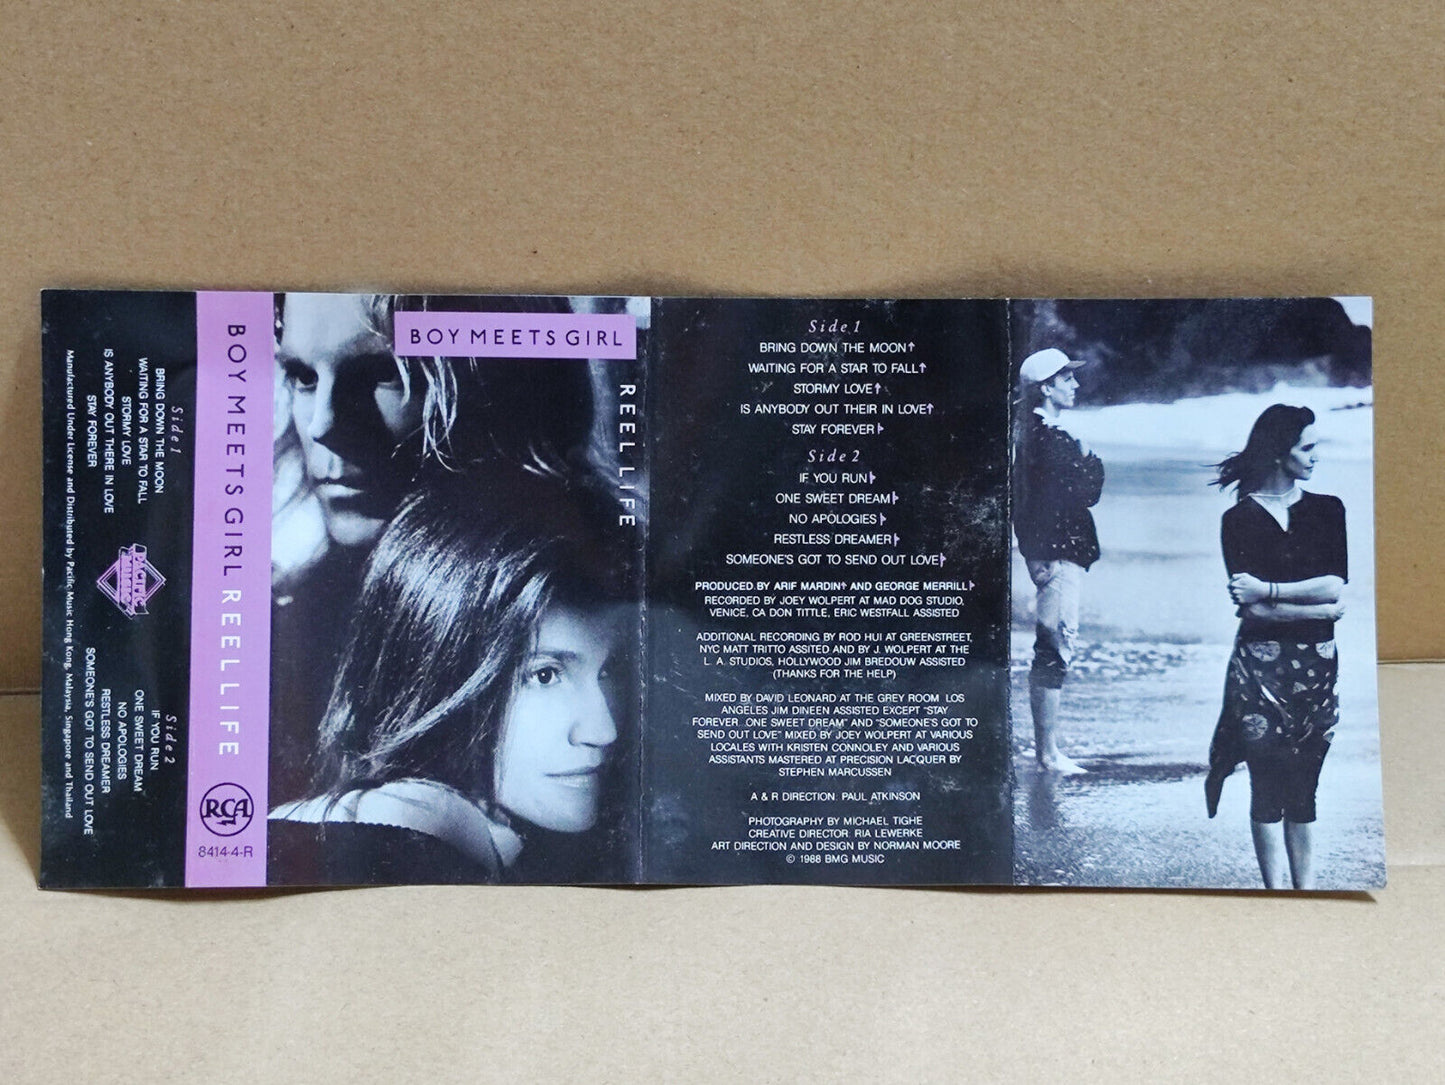 Side 1
BRING DOWN THE MOON
WAITING FOR A STAR TO FALL
STORMY LOVE
IS ANYBODY OUT THERE IN LOVE
STAY FOREVER
PACIFIC
MUSIC
Side 2
IF YOU RUN
ONE SWEET DREAM
NO APOLOGIES
RESTLESS DREAMER
SOMEONE'S GOT TO SEND OUT LOVE
Manufactured Under License and Distributed by Pacific Music Hong Kong, Malaysia, Singapore and Thailand
BOY MEETS GIRL REEL LIFE
RCA
8414-4-R
BOY MEETS GIRL
REEL LIFE
Side 1
BRING DOWN THE MOON↑
WAITING FOR A STAR TO FALL↑
STORMY LOVE↑
IS ANYBODY OUT THEIR IN LOVE↑
STAY FOREVER
Side 2
IF YOU RUN
ONE SWEET DREAM
NO APOLOGIES
RESTLESS DREAMER
SOMEONE'S GOT TO SEND OUT LOVE
PRODUCED BY ARIF MARDIN↑ AND GEORGE MERRILL
RECORDED BY JOEY WOLPERT AT MAD DOG STUDIO,
VENICE, CA DON TITTLE, ERIC WESTFALL ASSISTED
ADDITIONAL RECORDING BY ROD HUI AT GREENSTREET,
NYC MATT TRITTO ASSITED AND BY J. WOLPERT AT THE
L. A. STUDIOS, HOLLYWOOD JIM BREDOUW ASSISTED
(THANKS FOR THE HELP)
MIXED BY DAVID LEONARD AT THE GREY ROOM LOS
ANGELES JIM DINEEN ASSISTED EXCEPT "STAY
FOREVER...ONE SWEET DREAM" AND "SOMEONE'S GOT TO
SEND OUT LOVE" MIXED BY JOEY WOLPERT AT VARIOUS
LOCALES WITH KRISTEN CONNOLEY AND VARIOUS
ASSISTANTS MASTERED AT PRECISION LACQUER BY
STEPHEN MARCUSSEN
A & R DIRECTION: PAUL ATKINSON
PHOTOGRAPHY BY MICHAEL TIGHE
CREATIVE DIRECTOR: RIA LEWERKE
ART DIRECTION AND DESIGN BY NORMAN MOORE
© 1988 BMG MUSIC